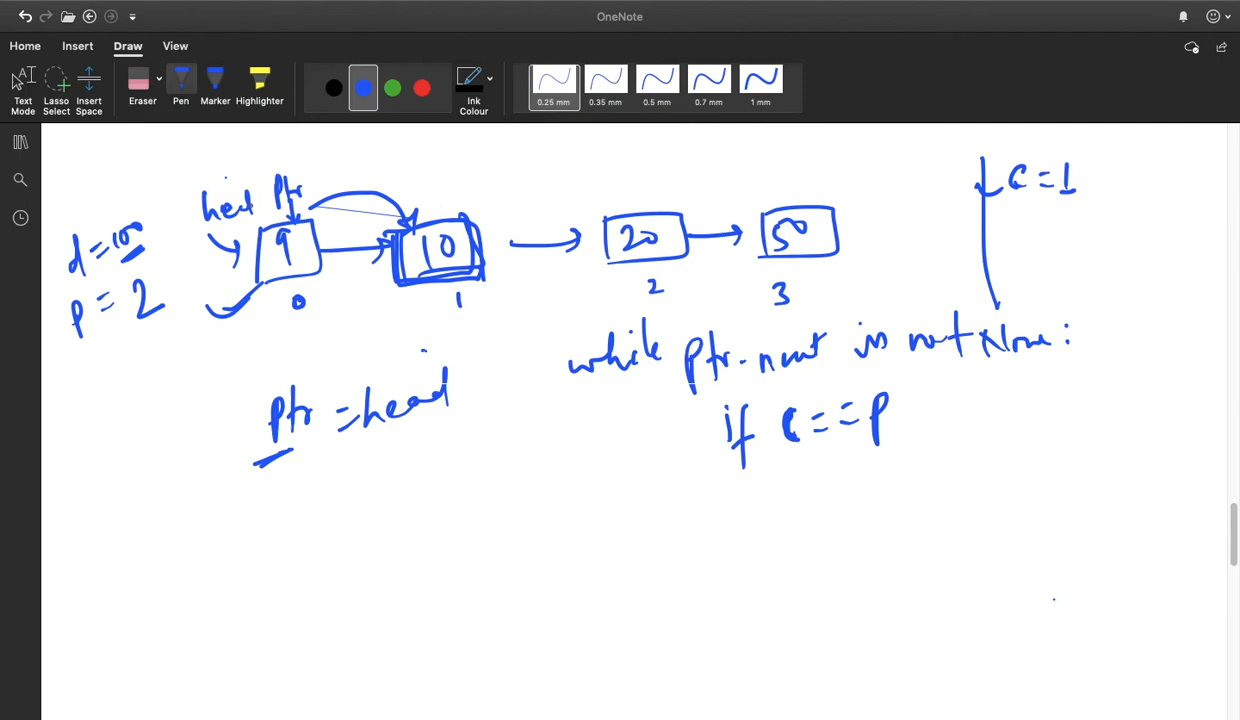 OneNote
Home Insert Draw View
Text Mode
Lasso Select
Insert Space
Eraser
Pen
Marker
Highlighter
Ink Colour
0.25 mm
0.35 mm
0.5 mm
0.7 mm
1 mm
head ptr
c = 1
d = 100
9 10 20 50
p = 2
0 1 2 3
while ptr.next is not None:
ptr = head
if c == p